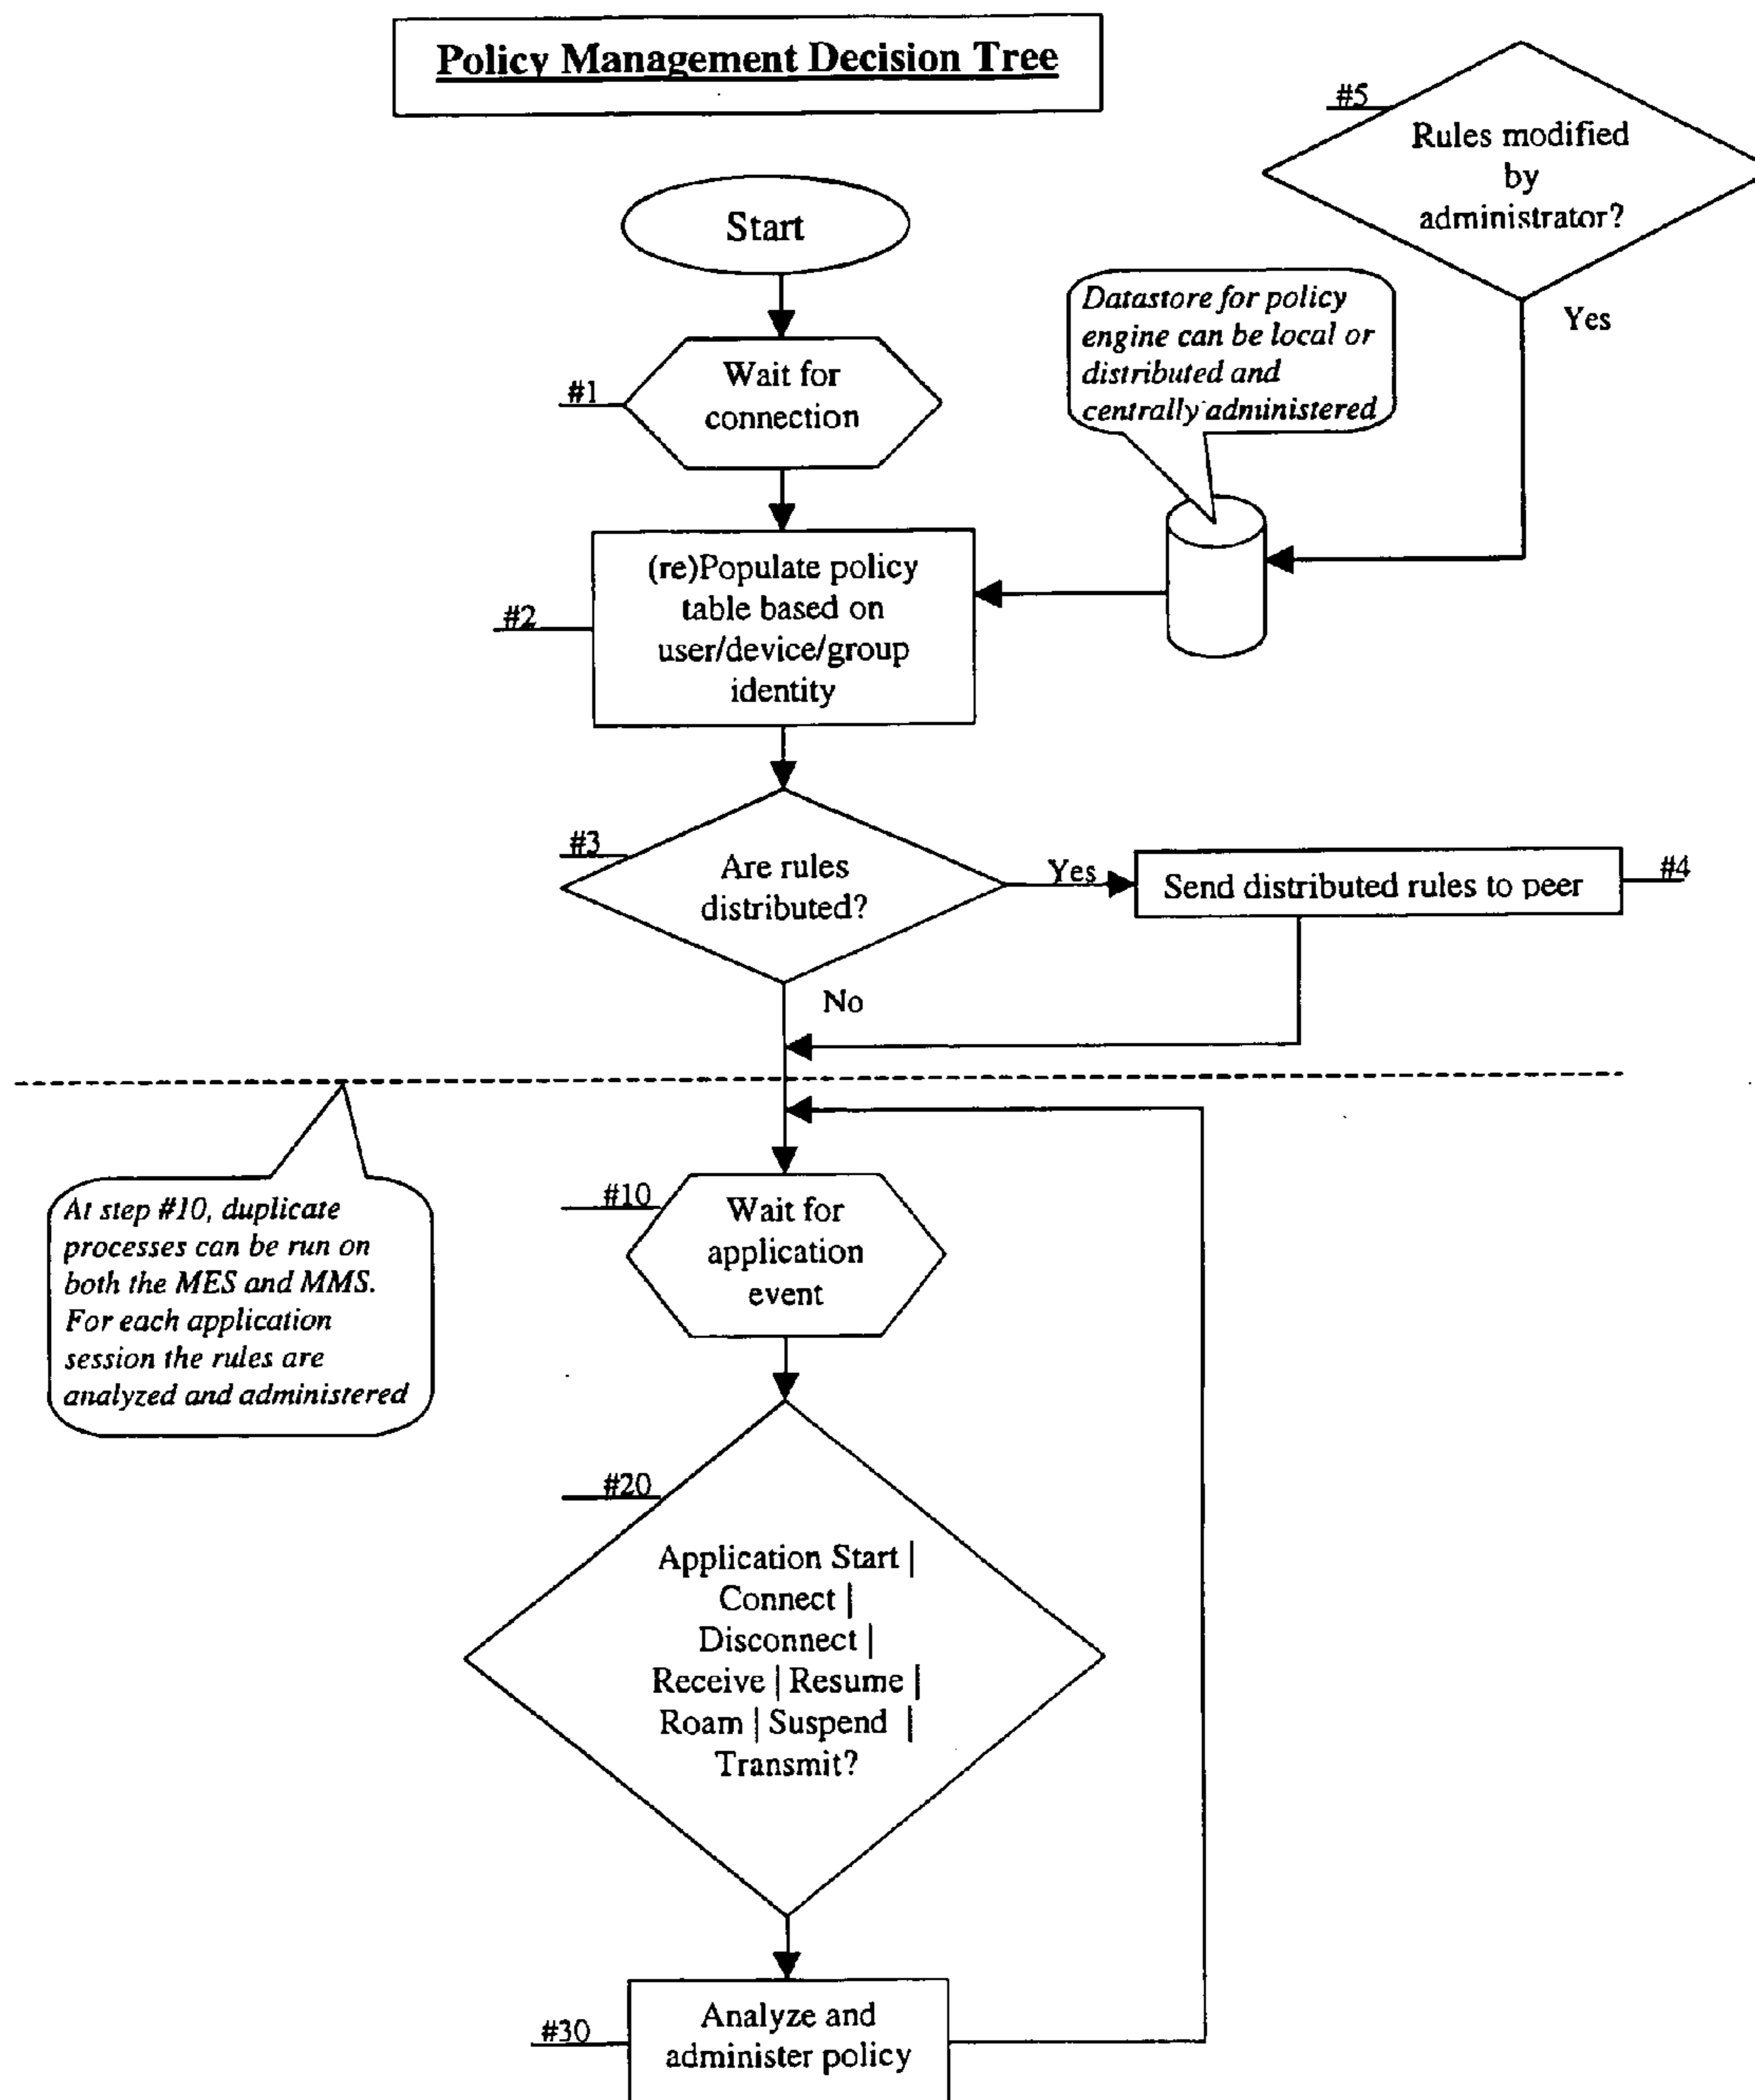 Policy Management Decision Tree
#5
Rules modified
by
administrator?
Yes
Start
Datastore for policy
engine can be local or
distributed and
centrally administered
#1
Wait for
connection
#2
(re)Populate policy
table based on
user/device/group
identity
#3
Are rules
distributed?
Yes
Send distributed rules to peer
#4
No
At step #10, duplicate
processes can be run on
both the MES and MMS.
For each application
session the rules are
analyzed and administered
#10
Wait for
application
event
#20
Application Start |
Connect |
Disconnect |
Receive | Resume |
Roam | Suspend |
Transmit?
#30
Analyze and
administer policy